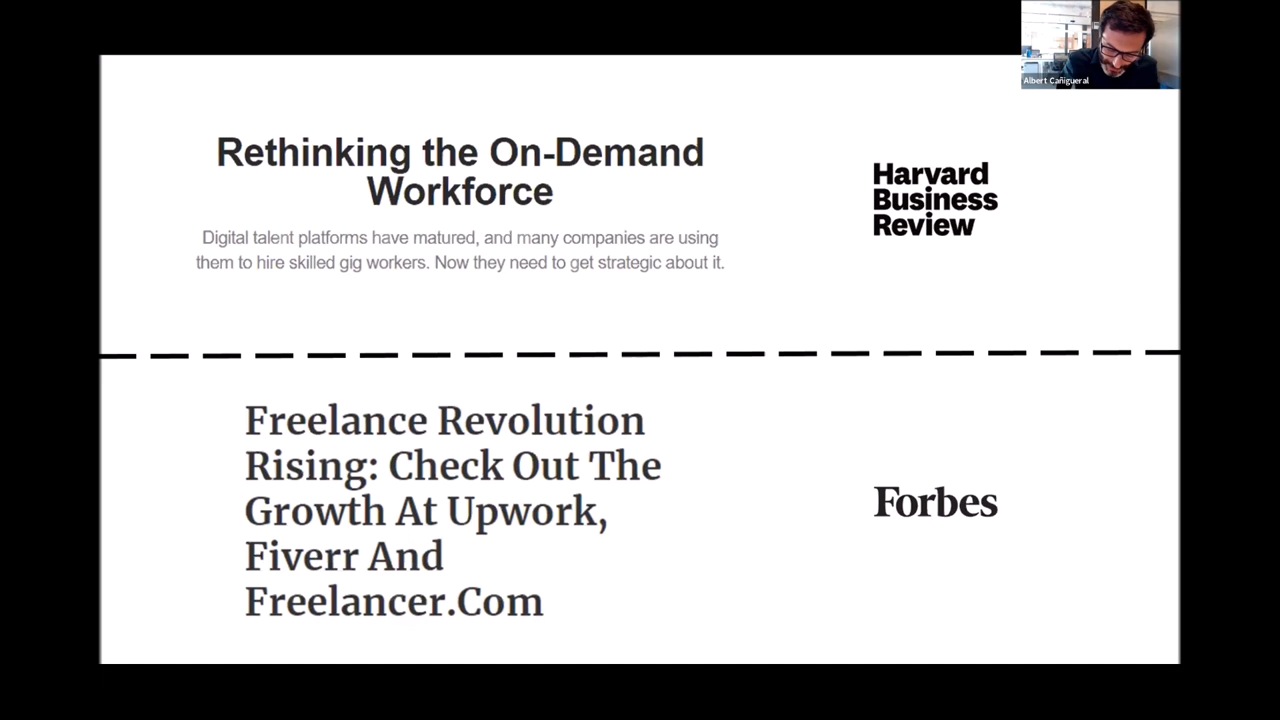 Albert Cañigueral
Rethinking the On-Demand
Workforce
Digital talent platforms have matured, and many companies are using
them to hire skilled gig workers. Now they need to get strategic about it.
Harvard
Business
Review
Freelance Revolution
Rising: Check Out The
Growth At Upwork,
Fiverr And
Freelancer.Com
Forbes